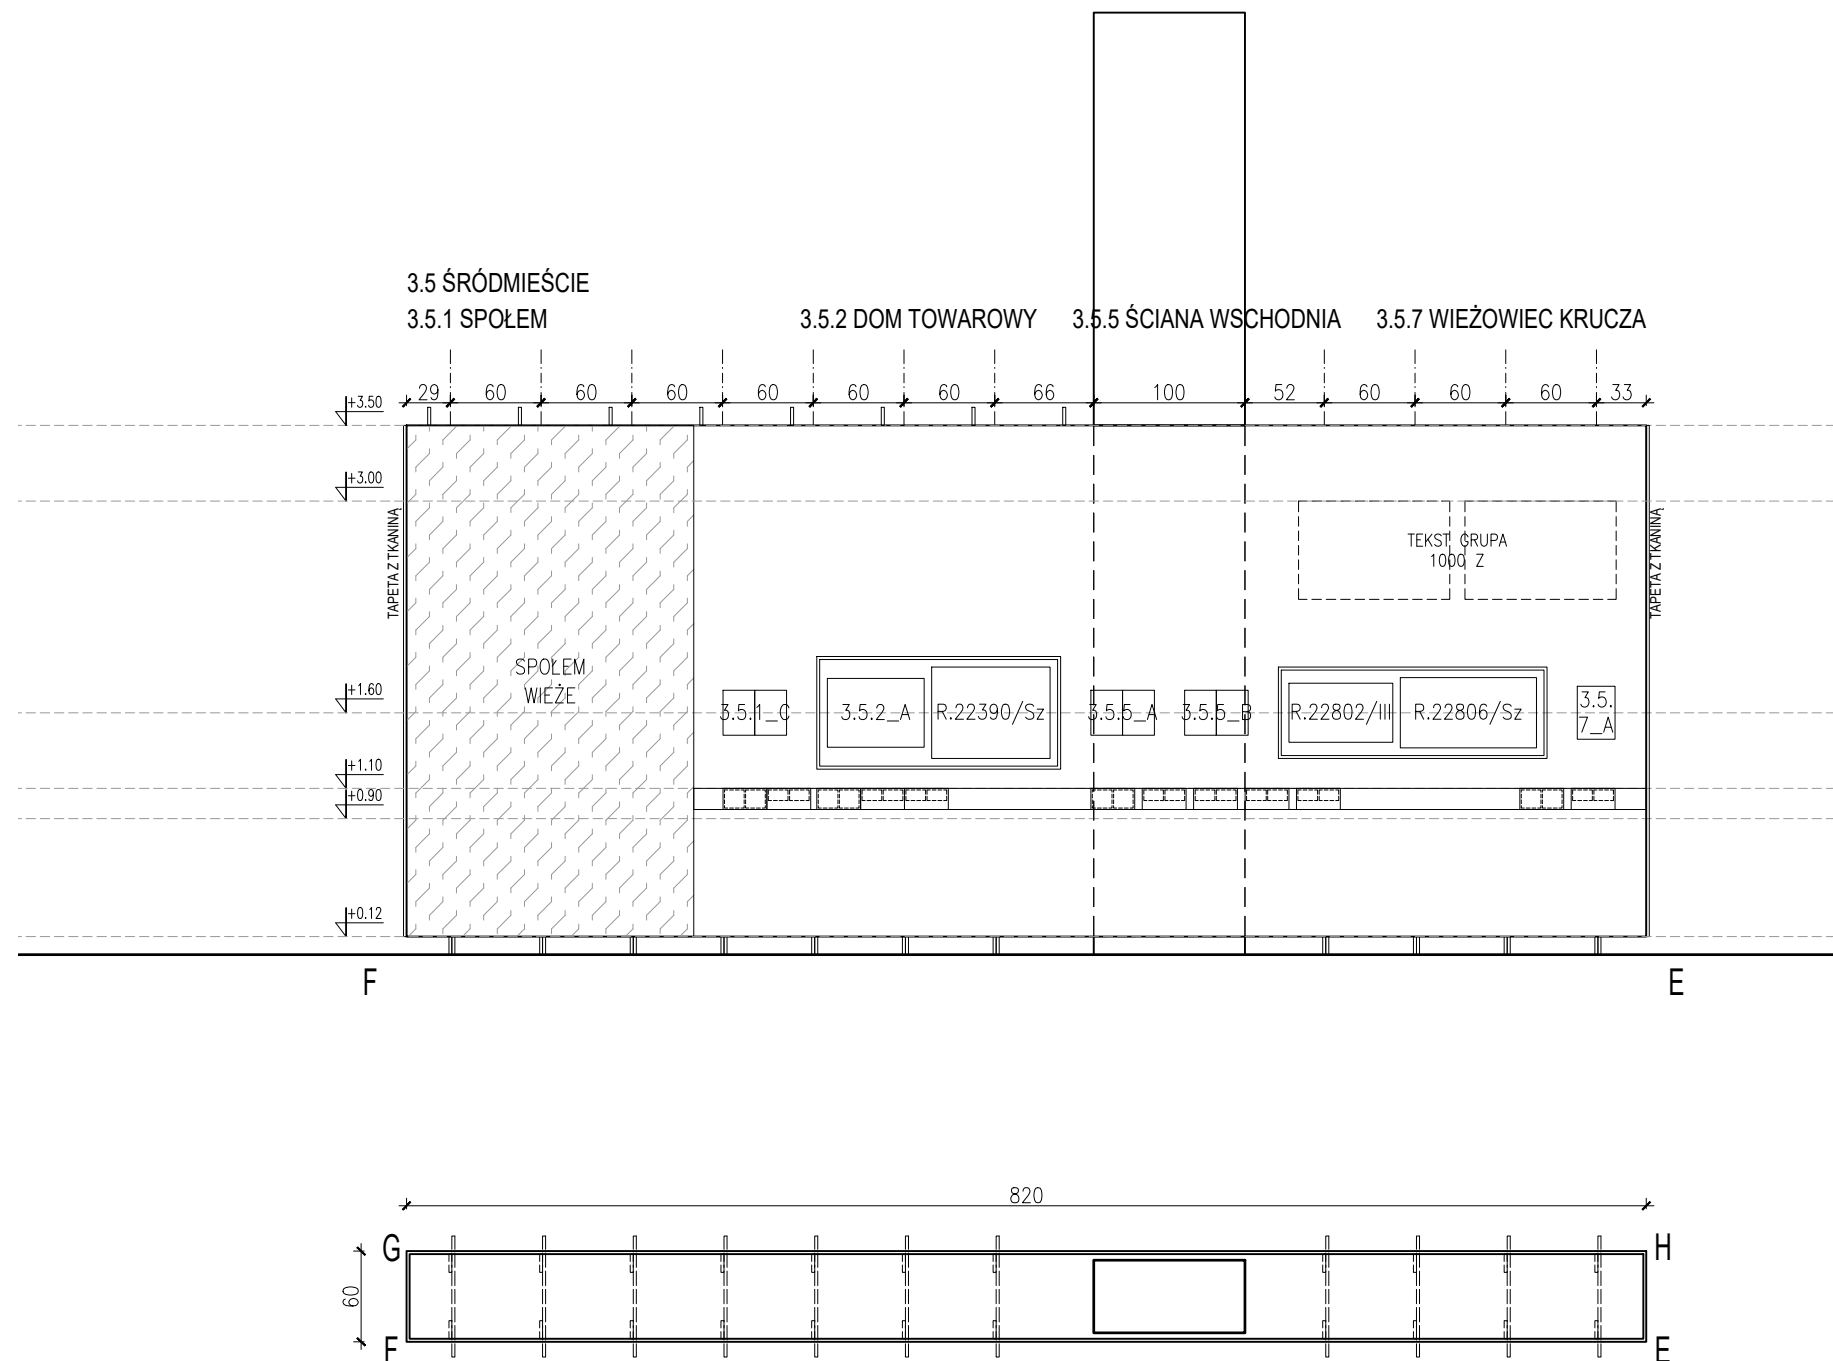 3.5 ŚRÓDMIEŚCIE
3.5.1 SPOŁEM
3.5.2 DOM TOWAROWY
3.5.5 ŚCIANA WSCHODNIA
3.5.7 WIEŻOWIEC KRUCZA
29 60 60 60 60 60 60 66 100 52 60 60 60 33
+3.50
+3.00
TAPETA Z TKANINĄ
TEKST GRUPA
1000 Z
TAPETA Z TKANINĄ
SPOŁEM
WIEŻE
+1.60
3.5.1_C
3.5.2_A
R.22390/Sz
3.5.5_A
3.5.5_B
R.22802/III
R.22806/Sz
3.5.
7_A
+1.10
+0.90
+0.12
F
E
820
G
H
60
F
E